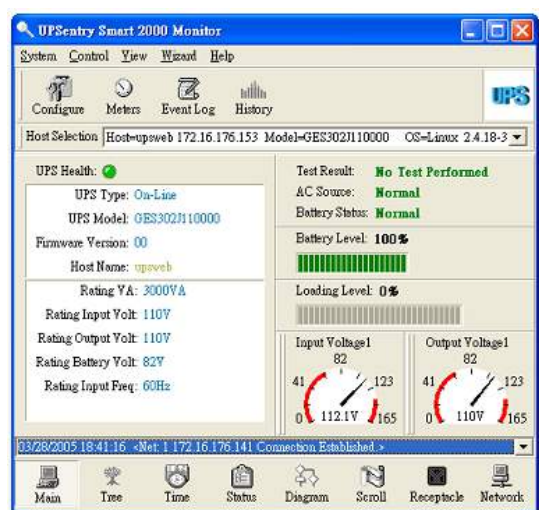 UPSentry Smart 2000 Monitor
System Control View Wizard Help
Configure Meters Event Log History
UPS
Host Selection Host=upsweb 172.16.176.153 Model=GES302J110000 OS=Linux 2.4.18-3
UPS Health:
UPS Type: On-Line
UPS Model: GES302J110000
Firmware Version: 00
Host Name: upsweb
Rating VA: 3000VA
Rating Input Volt: 110V
Rating Output Volt: 110V
Rating Battery Volt: 82V
Rating Input Freq: 60Hz
Test Result: No Test Performed
AC Source: Normal
Battery Status: Normal
Battery Level: 100%
Loading Level: 0%
Input Voltage1
82
41 123
0 112.1V 165
Output Voltage1
82
41 123
0 110V 165
03/28/2005 18:41:16 <Net: 1 172.16.176.141 Connection Established >
Main Tree Time Status Diagram Scroll Receptacle Network